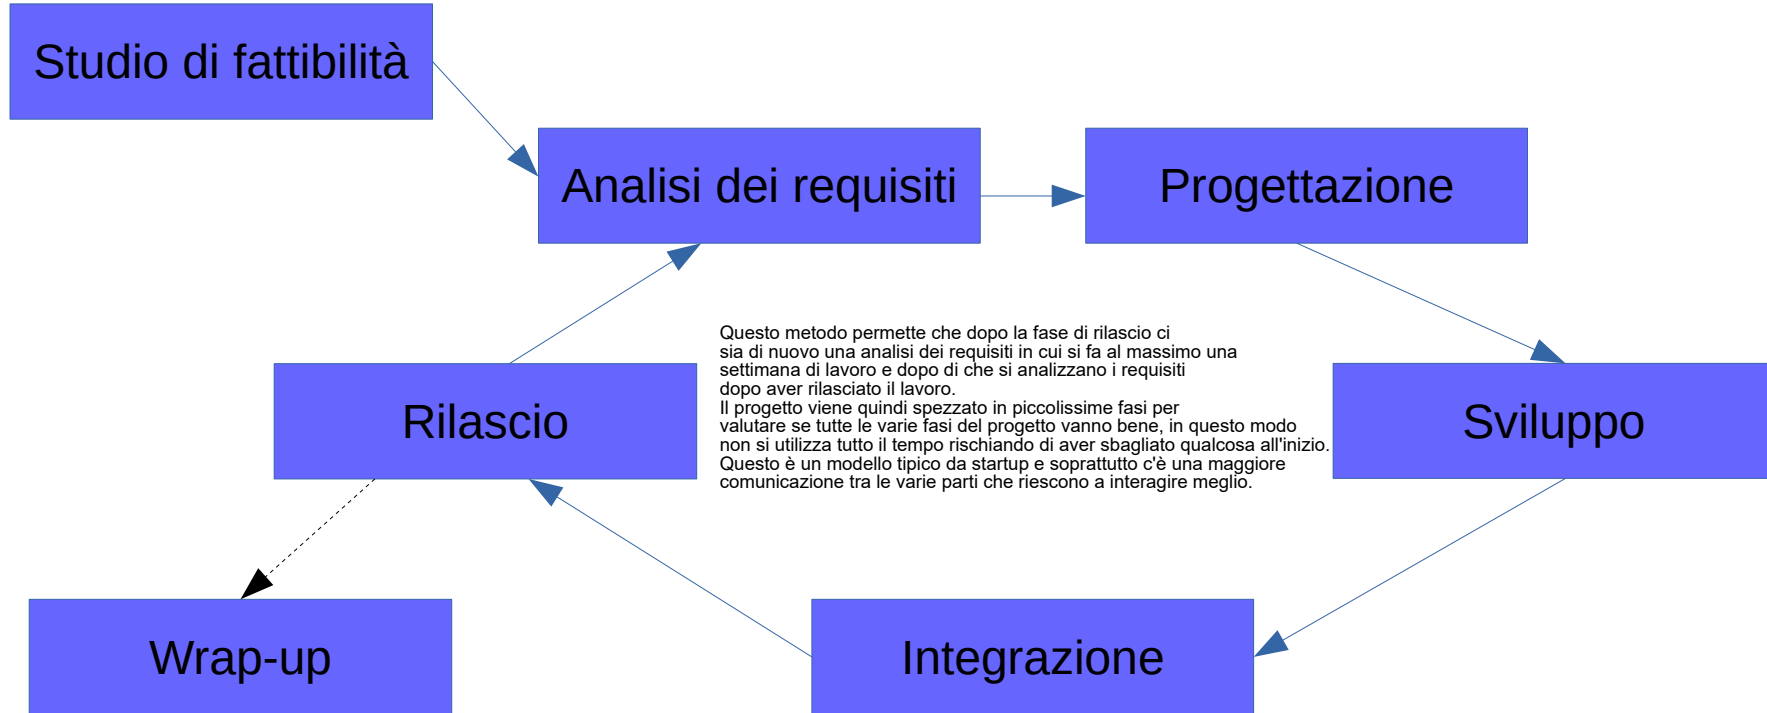 Studio di fattibilità
Analisi dei requisiti
Progettazione
Questo metodo permette che dopo la fase di rilascio ci
sia di nuovo una analisi dei requisiti in cui si fa al massimo una
settimana di lavoro e dopo di che si analizzano i requisiti
dopo aver rilasciato il lavoro.
Il progetto viene quindi spezzato in piccolissime fasi per
valutare se tutte le varie fasi del progetto vanno bene, in questo modo
non si utilizza tutto il tempo rischiando di aver sbagliato qualcosa all'inizio.
Questo è un modello tipico da startup e soprattutto c'è una maggiore
comunicazione tra le varie parti che riescono a interagire meglio.
Rilascio
Sviluppo
Wrap-up
Integrazione